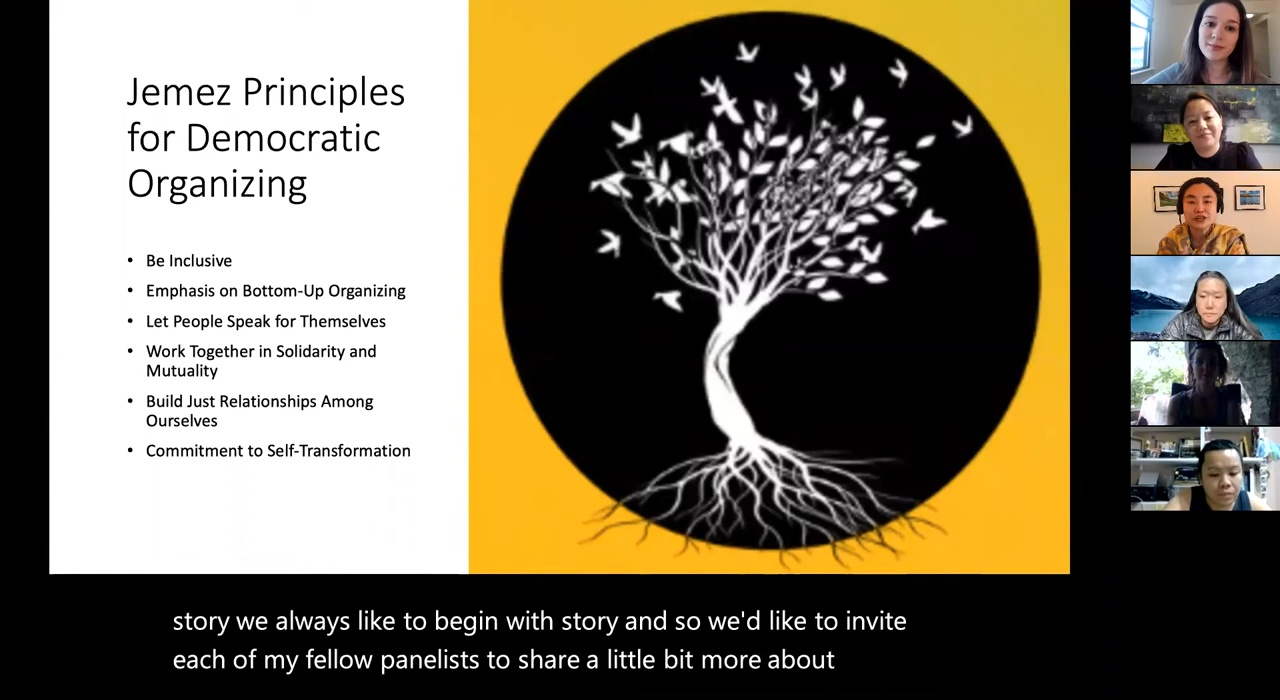 Jemez Principles
for Democratic
Organizing
• Be Inclusive
• Emphasis on Bottom-Up Organizing
• Let People Speak for Themselves
• Work Together in Solidarity and
Mutuality
• Build Just Relationships Among
Ourselves
• Commitment to Self-Transformation
story we always like to begin with story and so we'd like to invite
each of my fellow panelists to share a little bit more about